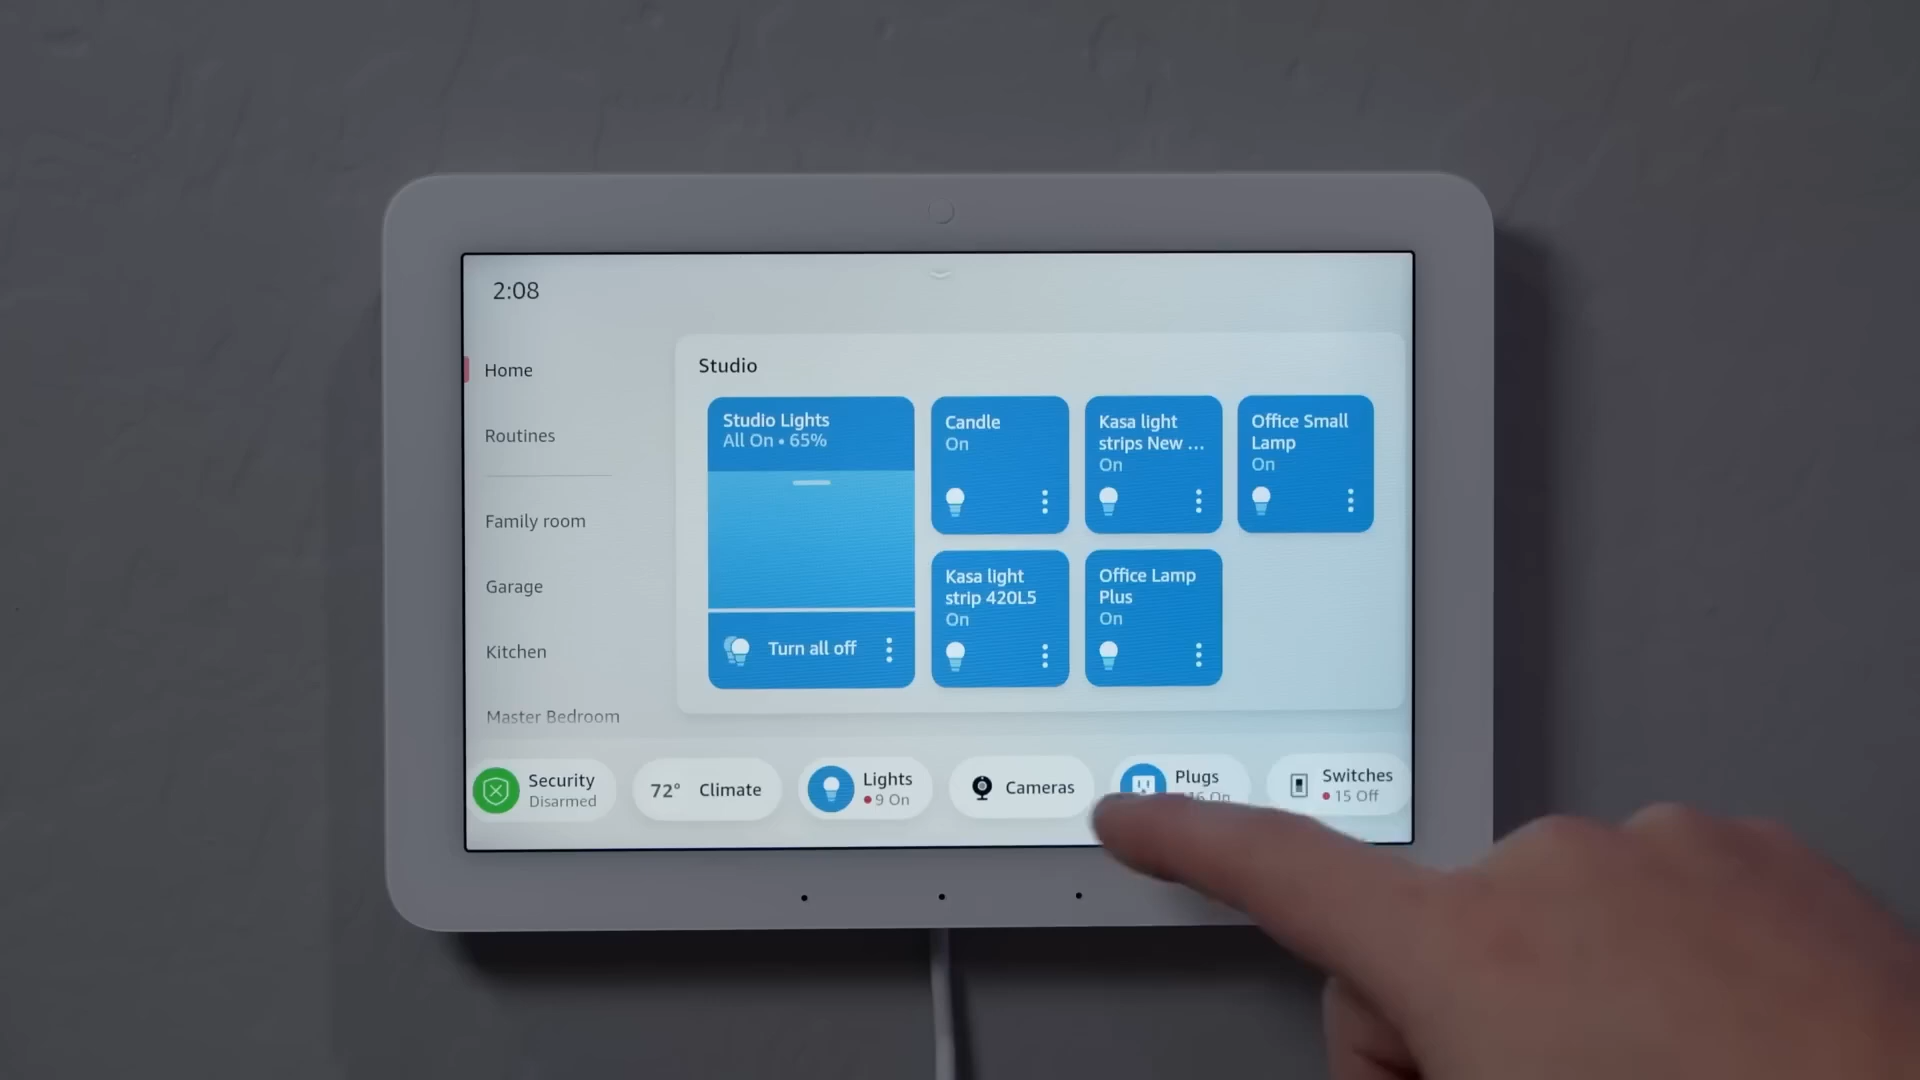 2:08
Home
Routines
Family room
Garage
Kitchen
Master Bedroom
Studio
Studio Lights
All On • 65%
Turn all off
Candle
On
Kasa light
strips New ...
On
Office Small
Lamp
On
Kasa light
strip 420L5
On
Office Lamp
Plus
On
Security
Disarmed
72° Climate
Lights
9 On
Cameras
Plugs
16 On
Switches
15 Off